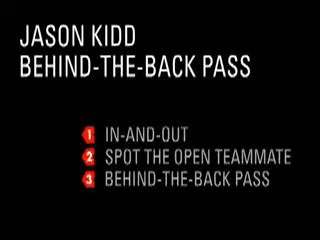 JASON KIDD
BEHIND-THE-BACK PASS
1 IN-AND-OUT
2 SPOT THE OPEN TEAMMATE
3 BEHIND-THE-BACK PASS